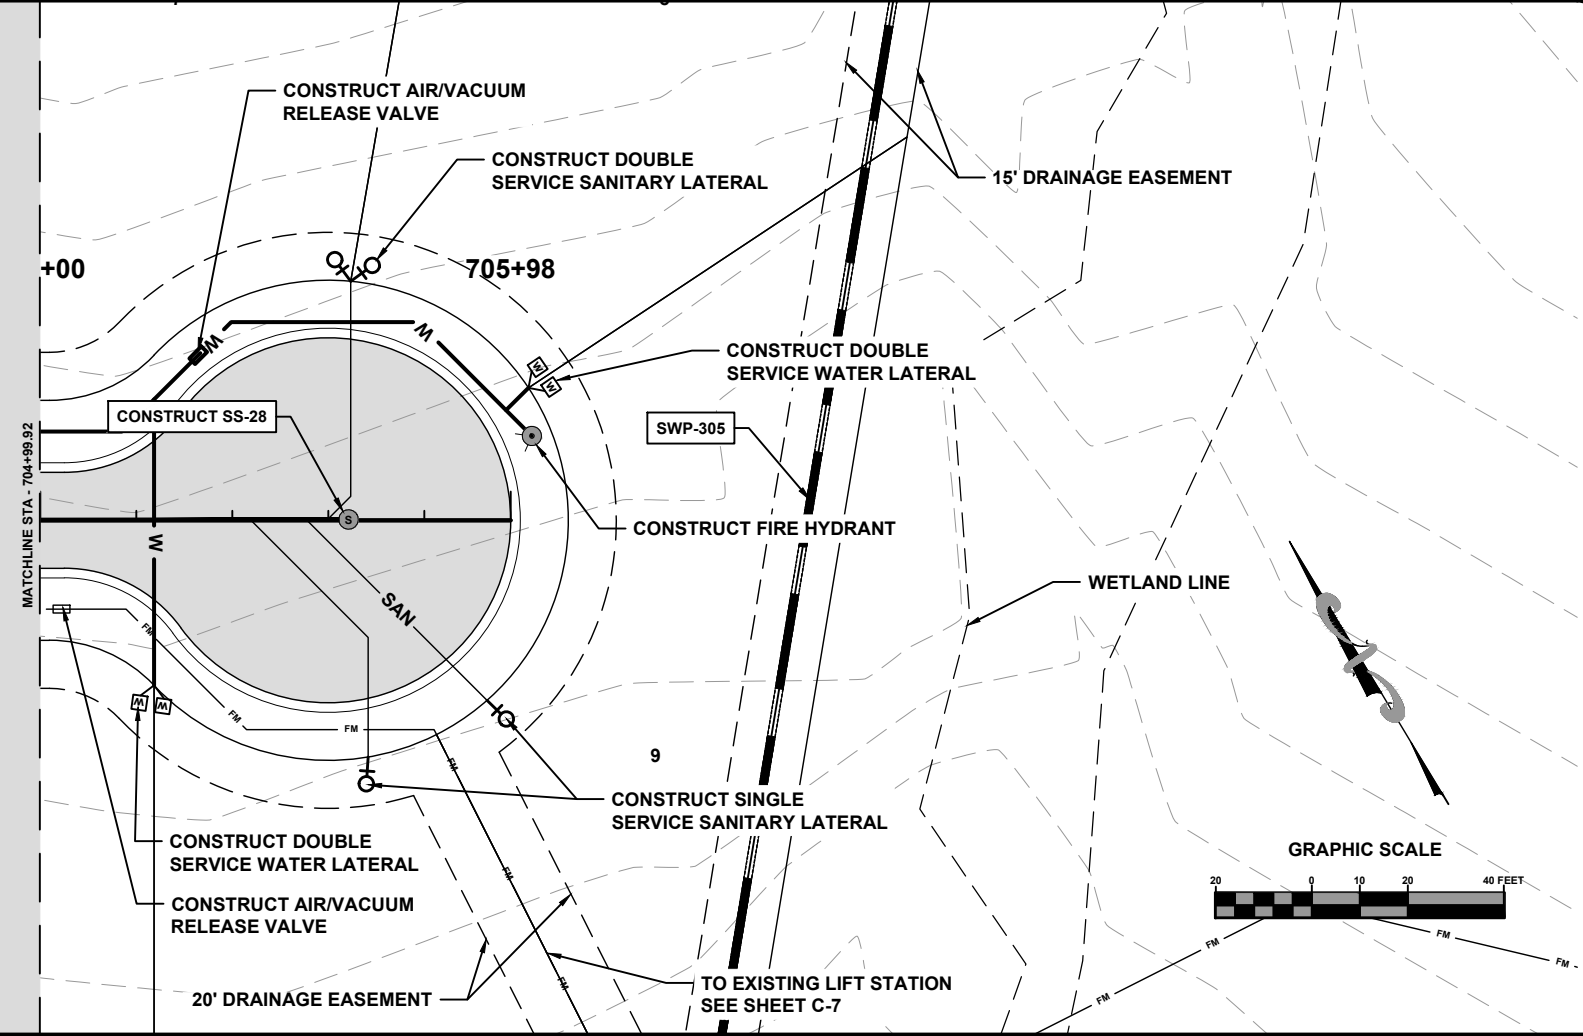 CONSTRUCT AIR/VACUUM
RELEASE VALVE
CONSTRUCT DOUBLE
SERVICE SANITARY LATERAL
15' DRAINAGE EASEMENT
+00
705+98
W
W
W
W
CONSTRUCT DOUBLE
SERVICE WATER LATERAL
CONSTRUCT SS-28
SWP-305
MATCHLINE STA - 704+99.92
S
CONSTRUCT FIRE HYDRANT
W
WETLAND LINE
SAN
FM
W
W
FM
FM
FM
9
CONSTRUCT SINGLE
SERVICE SANITARY LATERAL
CONSTRUCT DOUBLE
SERVICE WATER LATERAL
GRAPHIC SCALE
20 0 10 20 40 FEET
FM
CONSTRUCT AIR/VACUUM
RELEASE VALVE
FM
FM
FM
TO EXISTING LIFT STATION
SEE SHEET C-7
FM
20' DRAINAGE EASEMENT
FM